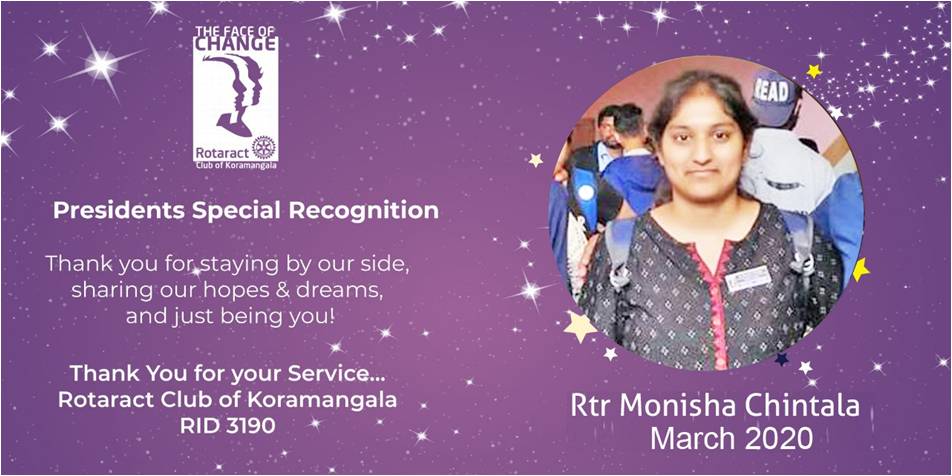 THE FACE OF
CHANGE
Rotaract
Club of Koramangala
Presidents Special Recognition
Thank you for staying by our side,
sharing our hopes & dreams,
and just being you!
Thank You for your Service...
Rotaract Club of Koramangala
RID 3190
READ
Rtr Monisha Chintala
March 2020